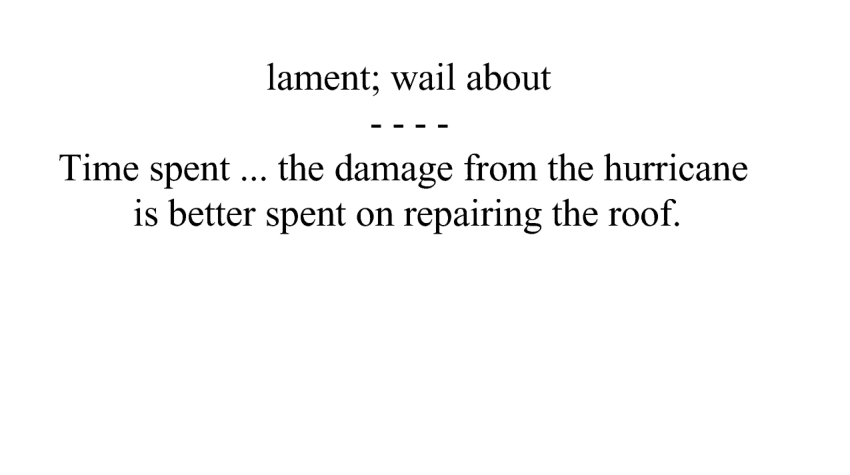 lament; wail about
- - - -
Time spent ... the damage from the hurricane
is better spent on repairing the roof.